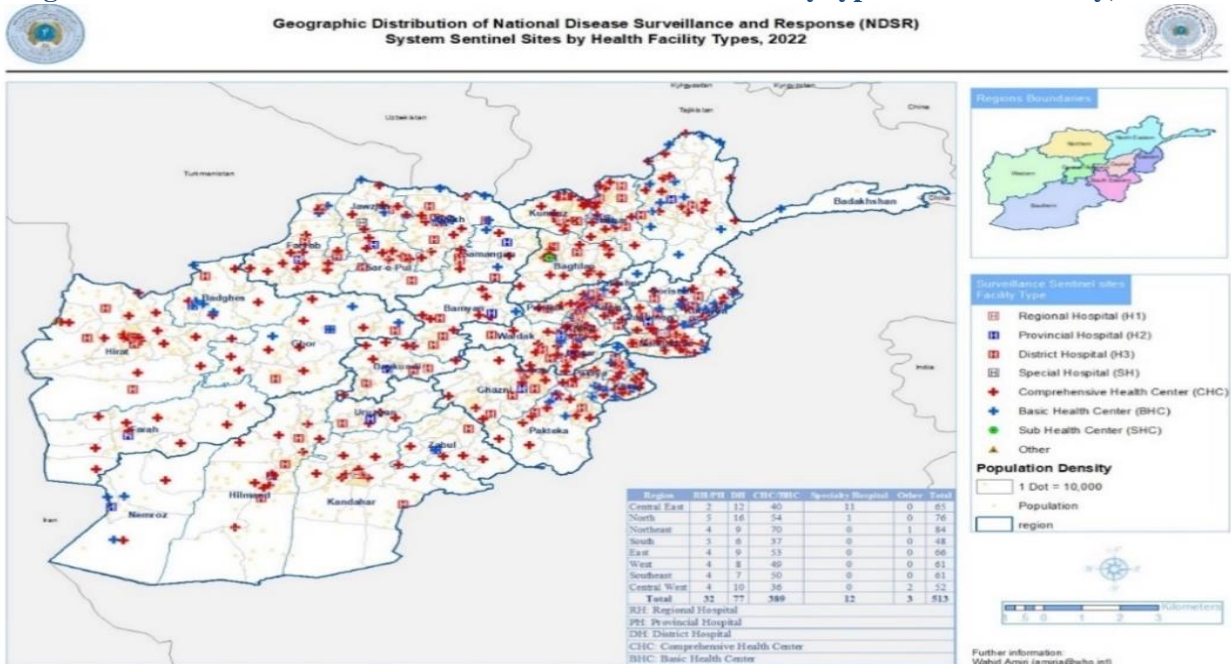 Geographic Distribution of National Disease Surveillance and Response (NDSR)
System Sentinel Sites by Health Facility Types, 2022
Kyrgyzstan
Kyrgyzstan
Tajikistan
China
Uzbekistan
Turkmenistan
Badakhshan
China
Jawzjan
Kunduz
Faryab
Samangan
Sar-e-Pul
Baghlan
Badghis
Bamyan
Hirat
Ghor
Wardak
Ghazni
India
Farah
Paktika
Zabul
Hilmand
Kandahar
Nemroz
Iran
Region RH/PH DH CHC/BHC Specialty Hospital Other Total
Central East 2 12 40 11 0 65
North 5 16 54 1 0 76
Northeast 4 9 70 0 1 84
South 5 6 37 0 0 48
East 4 9 53 0 0 66
West 4 8 49 0 0 61
Southeast 4 7 50 0 0 61
Central West 4 10 36 0 2 52
Total 32 77 389 12 3 513
RH: Regional Hospital
PH: Provincial Hospital
DH: District Hospital
CHC: Comprehensive Health Center
BHC: Basic Health Center
Regions Boundaries
Surveillance Sentinel sites
Facility Type
Regional Hospital (H1)
Provincial Hospital (H2)
District Hospital (H3)
Special Hospital (SH)
Comprehensive Health Center (CHC)
Basic Health Center (BHC)
Sub Health Center (SHC)
Other
Population Density
1 Dot = 10,000
Population
region
Kilometers
Further information: